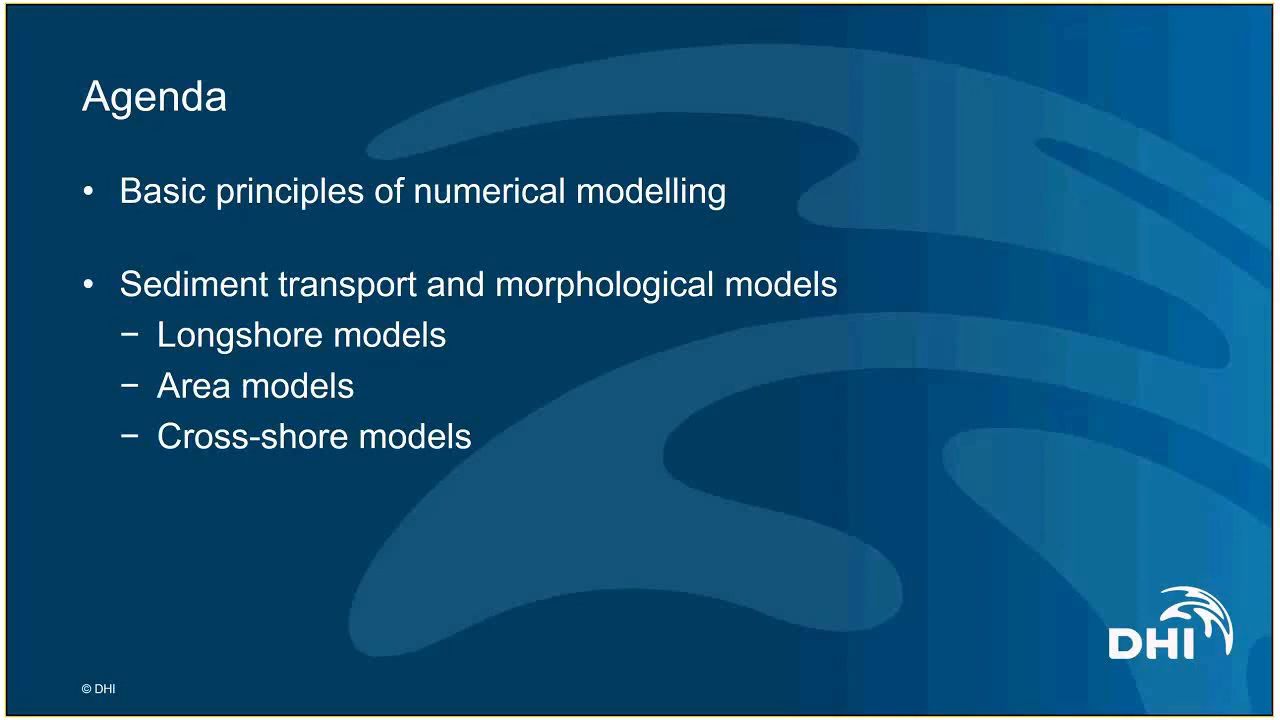 Agenda
• Basic principles of numerical modelling
• Sediment transport and morphological models
− Longshore models
− Area models
− Cross-shore models
DHI
© DHI